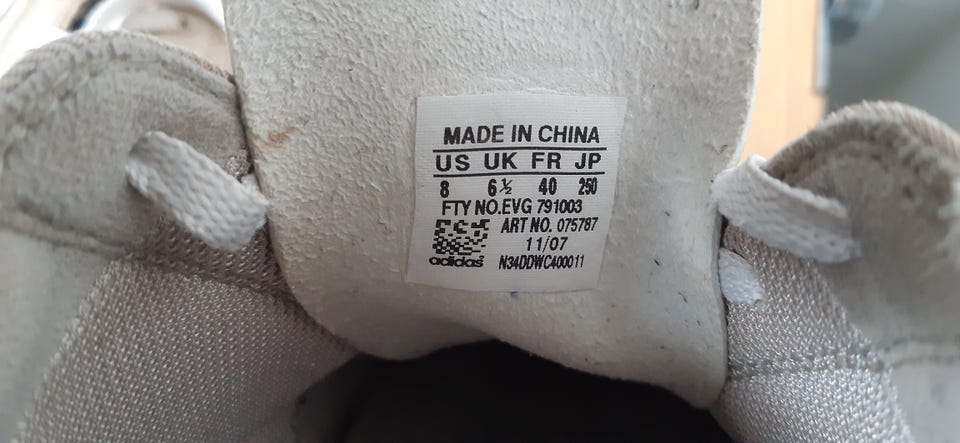 MADE IN CHINA
US UK FR JP
8 6½ 40 250
FTY NO.EVG 791003
ART NO. 075787
11/07
adidas N34DDWC400011